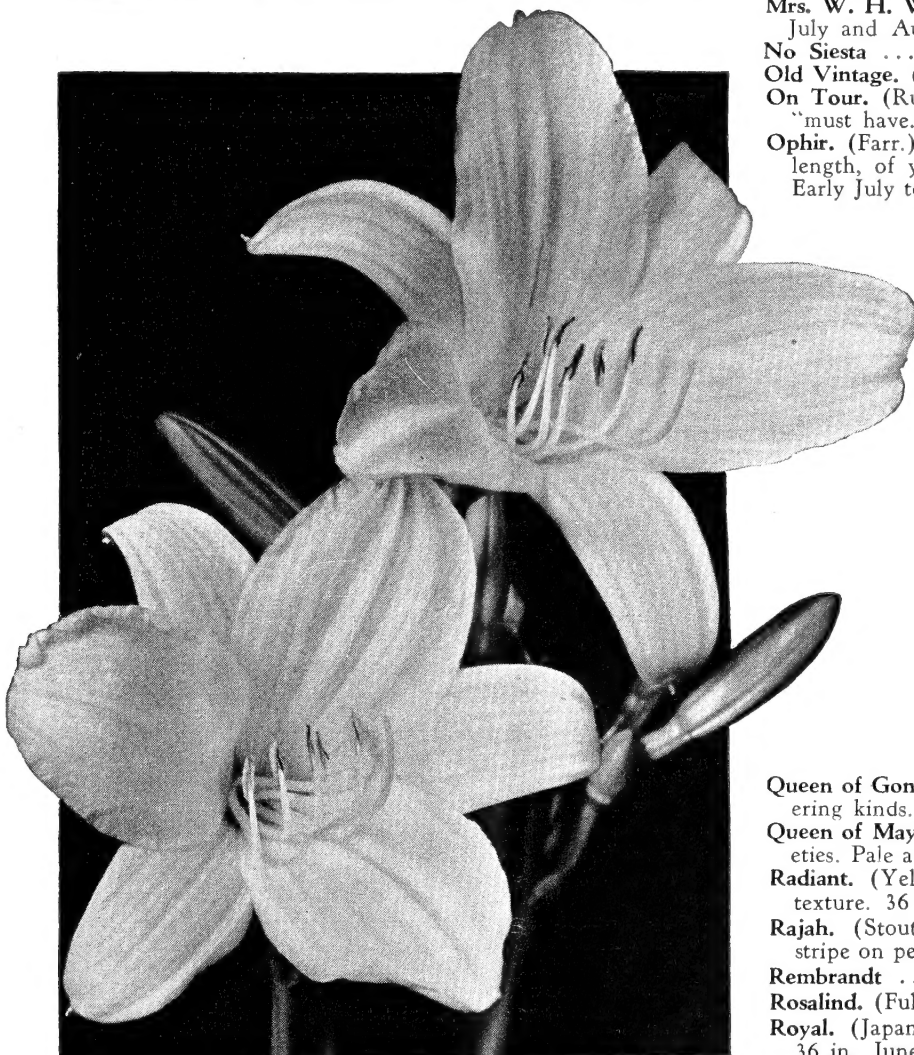 Mrs. W. H. W
July and Au
No Siesta ...
Old Vintage. (
On Tour. (Ru
"must have.
Ophir. (Farr.)
length, of y
Early July to
Queen of Gon
ering kinds.
Queen of May
eties. Pale a
Radiant. (Yel
texture. 36
Rajah. (Stout
stripe on pe
Rembrandt ..
Rosalind. (Ful
Royal. (Japan
36 in. June